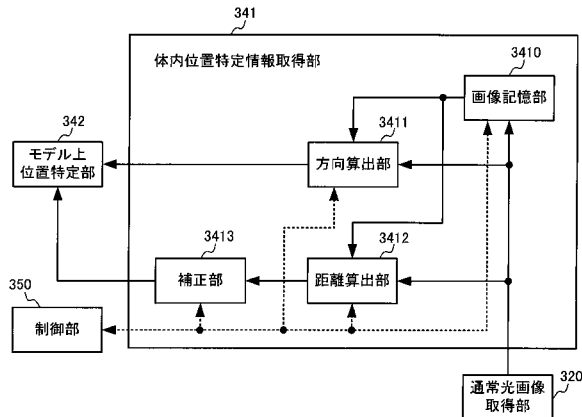 341
体内位置特定情報取得部
3410
画像記憶部
342
モデル上
位置特定部
3411
方向算出部
3413
補正部
3412
距離算出部
350
制御部
通常光画像
取得部
320